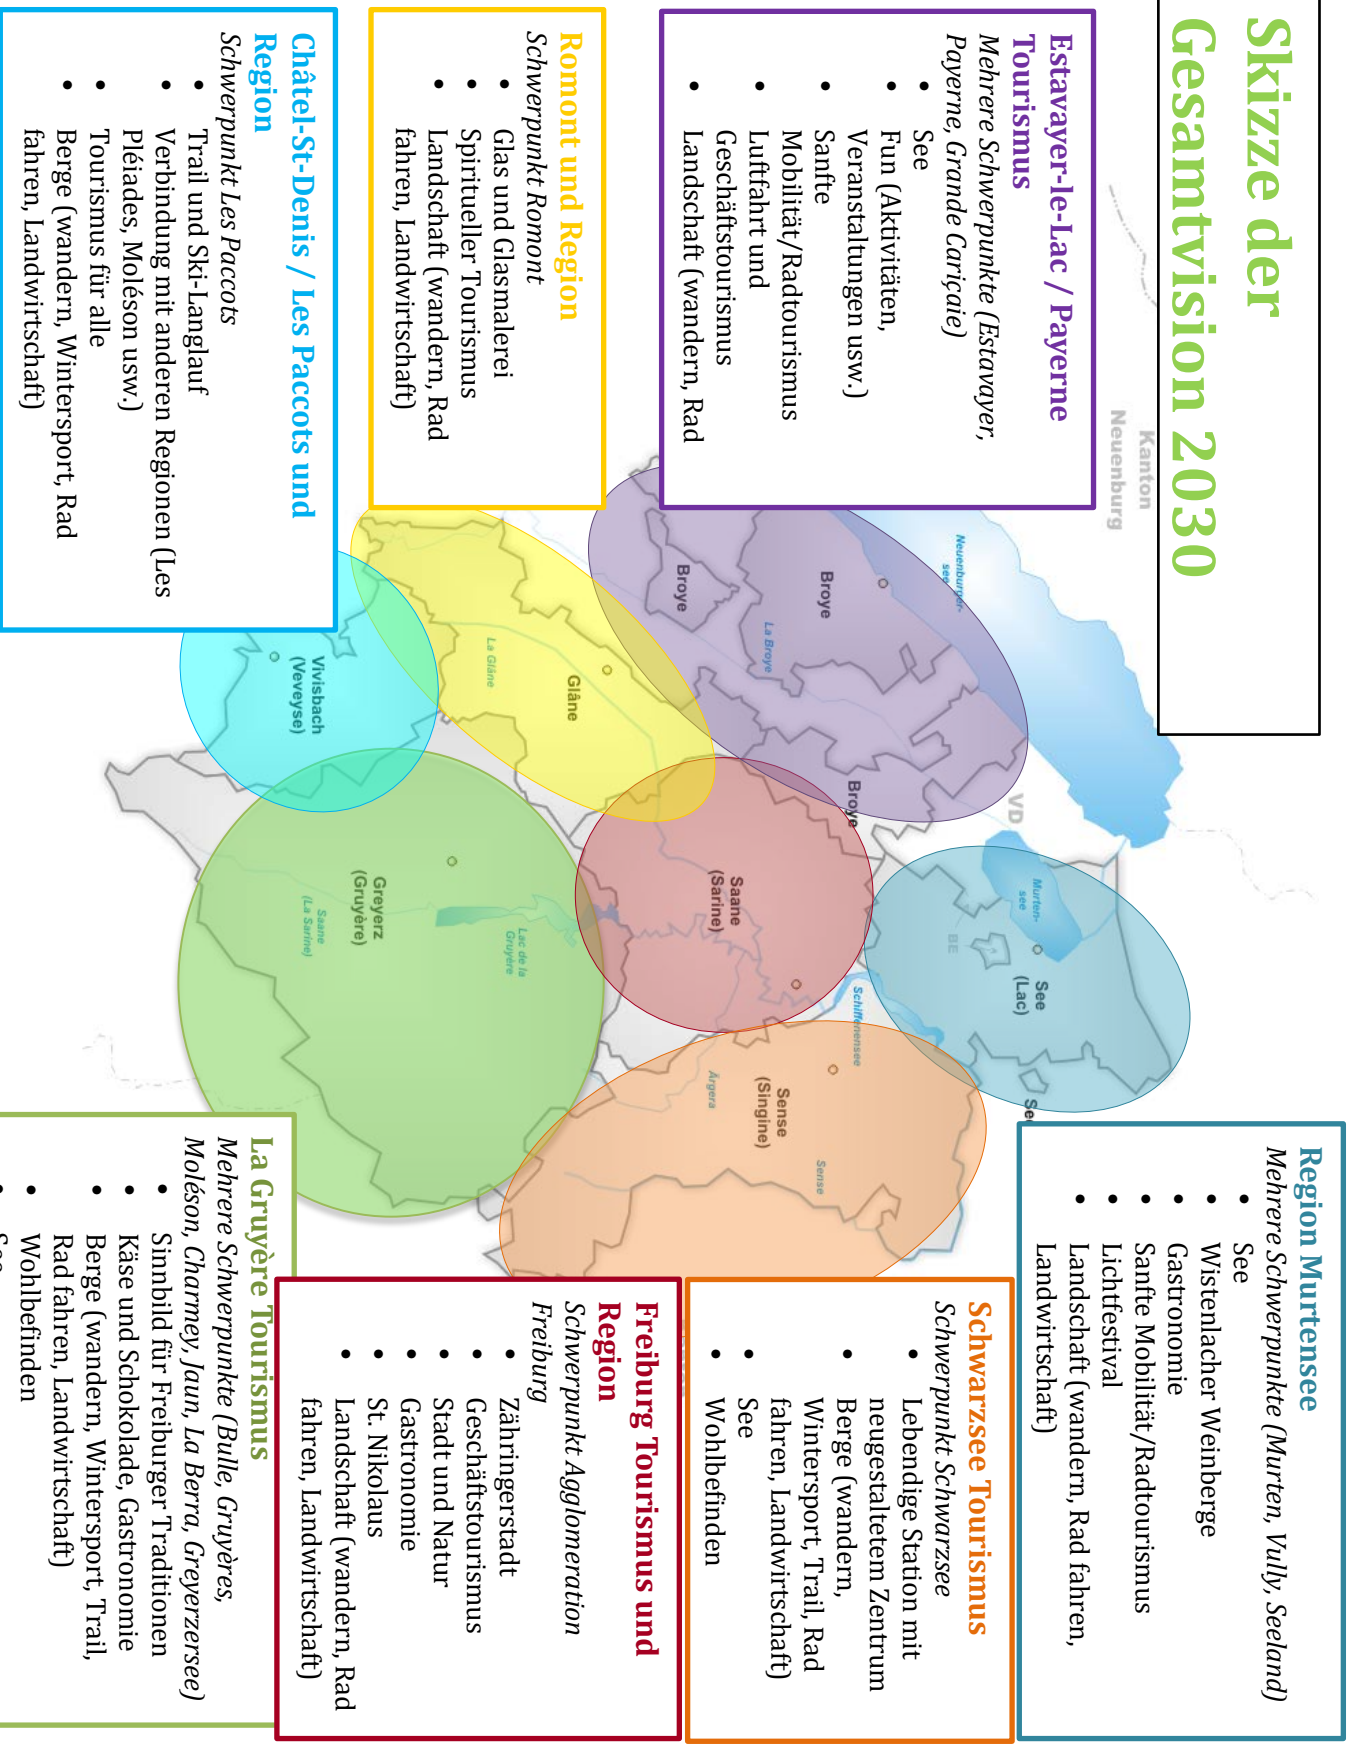 Skizze der
Gesamtvision 2030
Estavayer-le-Lac / Payerne
Tourismus
Mehrere Schwerpunkte (Estavayer,
Payerne, Grande Cariçaie)
• See
• Fun (Aktivitäten,
Veranstaltungen usw.)
• Sanfte
Mobilität/Radtourismus
• Luftfahrt und
Geschäftstourismus
• Landschaft (wandern, Rad
Romont und Region
Schwerpunkt Romont
• Glas und Glasmalerei
• Spiritueller Tourismus
• Landschaft (wandern, Rad
fahren, Landwirtschaft)
Châtel-St-Denis / Les Paccots und
Region
Schwerpunkt Les Paccots
• Trail und Ski-Langlauf
• Verbindung mit anderen Regionen (Les
Pléiades, Moléson usw.)
• Tourismus für alle
• Berge (wandern, Wintersport, Rad
fahren, Landwirtschaft)
Kanton
Neuenburg
Neuenburger-
see
Broye
Broye
La Broye
Broye
VD
La Glâne
Glâne
Vivisbach
(Veveyse)
Murten-
see
BE
See
(Lac)
See
Saane
(Sarine)
Schiffenensee
Greyerz
(Gruyère)
Saane
(La Sarine)
Lac de la
Gruyère
Sense
(Singine)
Ärgera
Sense
Region Murtensee
Mehrere Schwerpunkte (Murten, Vully, Seeland)
• See
• Wistenlacher Weinberge
• Gastronomie
• Sanfte Mobilität/Radtourismus
• Lichtfestival
• Landschaft (wandern, Rad fahren,
Landwirtschaft)
Schwarzsee Tourismus
Schwerpunkt Schwarzsee
• Lebendige Station mit
neugestaltetem Zentrum
• Berge (wandern,
Wintersport, Trail, Rad
fahren, Landwirtschaft)
• See
• Wohlbefinden
Freiburg Tourismus und
Region
Schwerpunkt Agglomeration
Freiburg
• Zähringerstadt
• Geschäftstourismus
• Stadt und Natur
• Gastronomie
• St. Nikolaus
• Landschaft (wandern, Rad
fahren, Landwirtschaft)
La Gruyère Tourismus
Mehrere Schwerpunkte (Bulle, Gruyères,
Moléson, Charmey, Jaun, La Berra, Greyerzersee)
• Sinnbild für Freiburger Traditionen
• Käse und Schokolade, Gastronomie
• Berge (wandern, Wintersport, Trail,
Rad fahren, Landwirtschaft)
• Wohlbefinden
• See